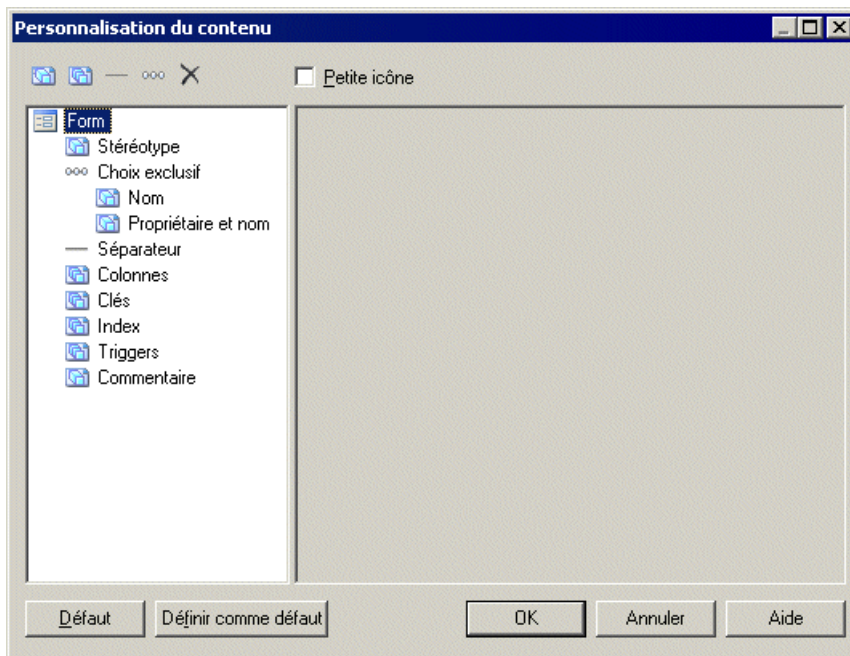 Personnalisation du contenu
Petite icône
Form
Stéréotype
Choix exclusif
Nom
Propriétaire et nom
Séparateur
Colonnes
Clés
Index
Triggers
Commentaire
Défaut
Définir comme défaut
OK
Annuler
Aide